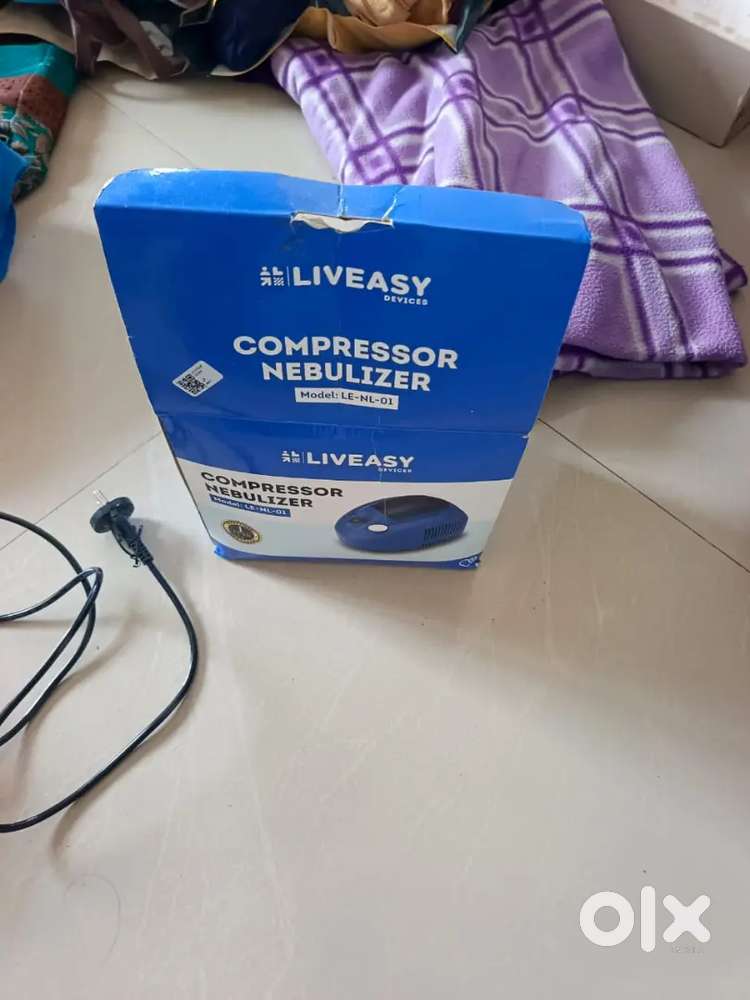 LIVEASY
DEVICES
COMPRESSOR
NEBULIZER
Model: LE-NL-01
LIVEASY
DEVICES
COMPRESSOR
NEBULIZER
Model: LE-NL-01
olx